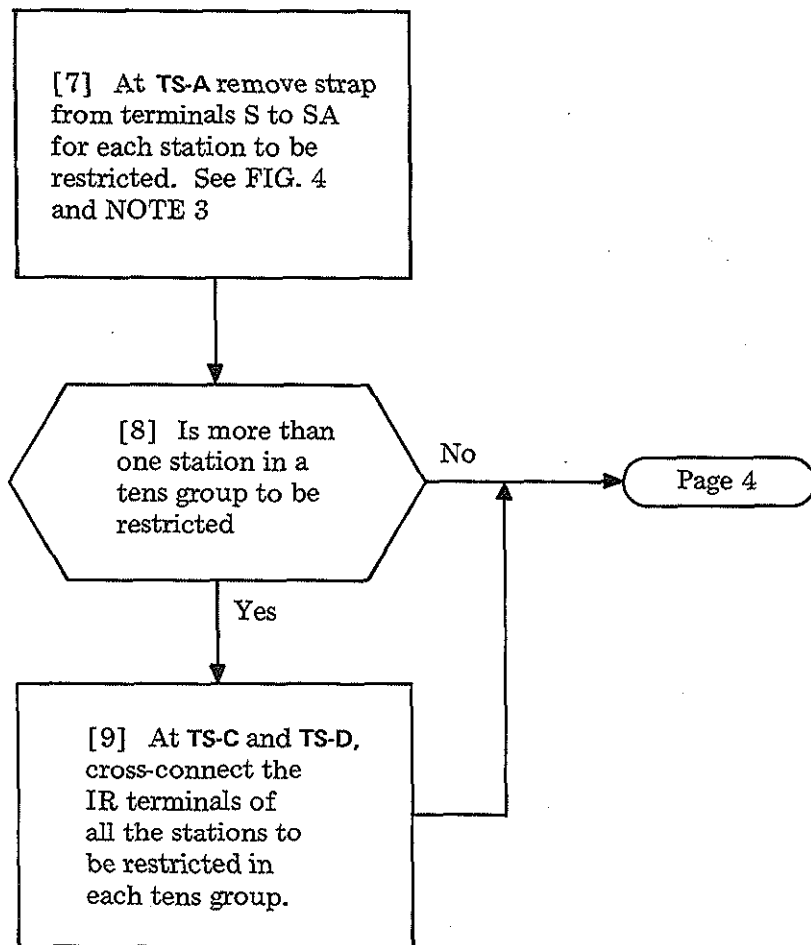 [7] At TS-A remove strap
from terminals S to SA
for each station to be
restricted. See FIG. 4
and NOTE 3
[8] Is more than
one station in a
tens group to be
restricted
No
Page 4
Yes
[9] At TS-C and TS-D,
cross-connect the
IR terminals of
all the stations to
be restricted in
each tens group.